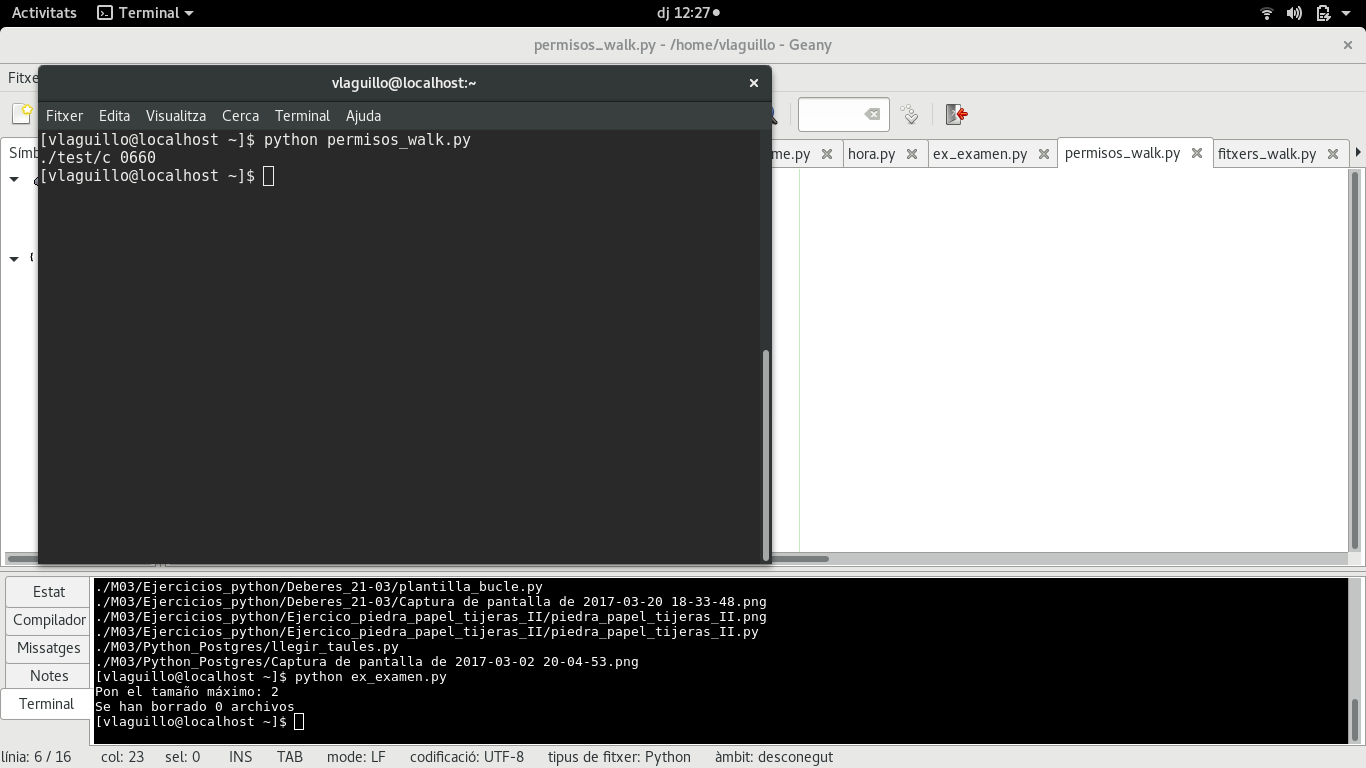 Activitats Terminal dj 12:27
permisos_walk.py - /home/vlaguillo - Geany
Fitxe
vlaguillo@localhost:~
Fitxer Edita Visualitza Cerca Terminal Ajuda
[vlaguillo@localhost ~]$ python permisos_walk.py
./test/c 0660
[vlaguillo@localhost ~]$
Símb
me.py hora.py ex_examen.py permisos_walk.py fitxers_walk.py
Estat
Compilador
Missatges
Notes
Terminal
./M03/Ejercicios_python/Deberes_21-03/plantilla_bucle.py
./M03/Ejercicios_python/Deberes_21-03/Captura de pantalla de 2017-03-20 18-33-48.png
./M03/Ejercicios_python/Ejercico_piedra_papel_tijeras_II/piedra_papel_tijeras_II.png
./M03/Ejercicios_python/Ejercico_piedra_papel_tijeras_II/piedra_papel_tijeras_II.py
./M03/Python_Postgres/llegir_taules.py
./M03/Python_Postgres/Captura de pantalla de 2017-03-02 20-04-53.png
[vlaguillo@localhost ~]$ python ex_examen.py
Pon el tamaño máximo: 2
Se han borrado 0 archivos
[vlaguillo@localhost ~]$
línia: 6 / 16 col: 23 sel: 0 INS TAB mode: LF codificació: UTF-8 tipus de fitxer: Python àmbit: desconegut